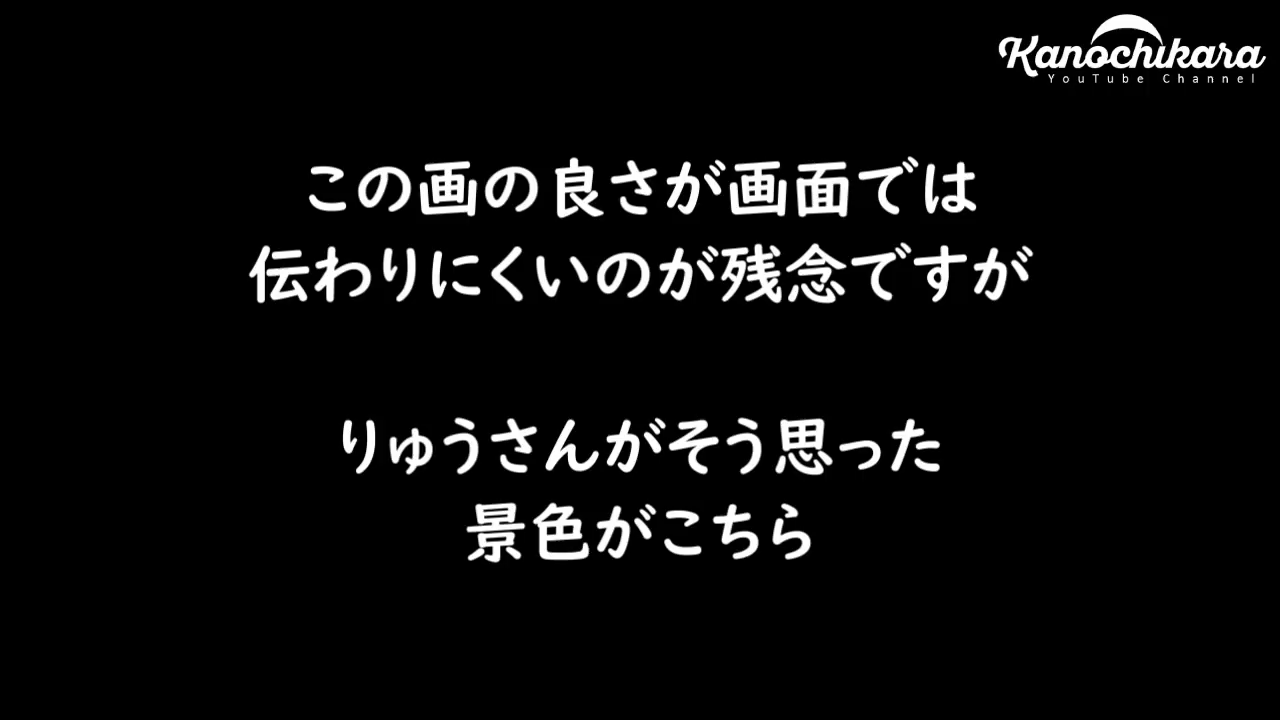 Kanochikara
YouTube Channel
この画の良さが画面では
伝わりにくいのが残念ですが
りゅうさんがそう思った
景色がこちら